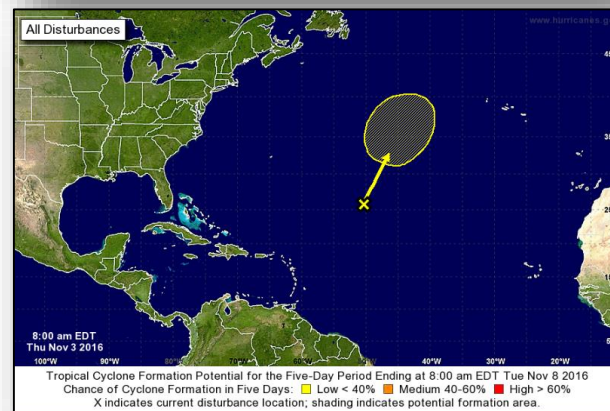 All Disturbances
www.hurricanes.g
8:00 am EDT
Thu Nov 3 2016
100°W 90°W 80°W 70°W 60°W 50°W 40°W 30°W 20°W
Tropical Cyclone Formation Potential for the Five-Day Period Ending at 8:00 am EDT Tue Nov 8 2016
Chance of Cyclone Formation in Five Days: Low < 40% Medium 40-60% High > 60%
X indicates current disturbance location; shading indicates potential formation area.